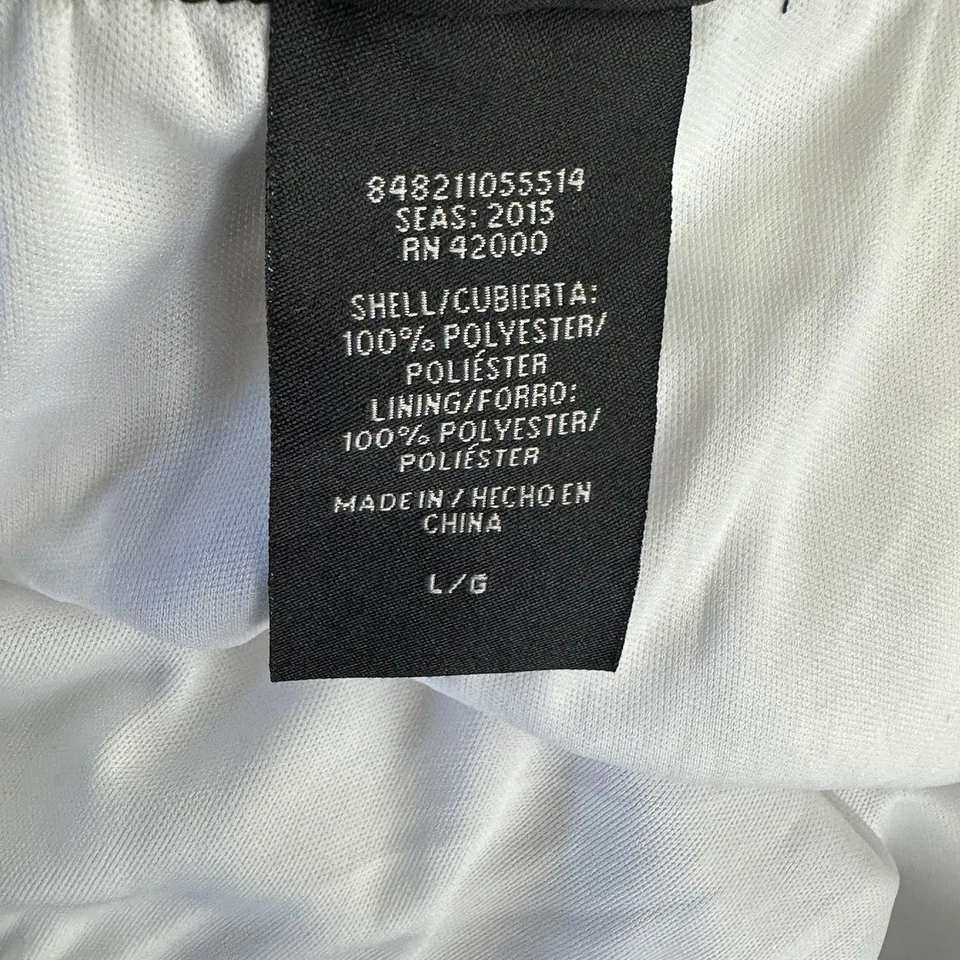 848211055514
SEAS: 2015
RN 42000
SHELL/CUBIERTA:
100% POLYESTER/
POLIÉSTER
LINING/FORRO:
100% POLYESTER/
POLIÉSTER
MADE IN / HECHO EN
CHINA
L/G